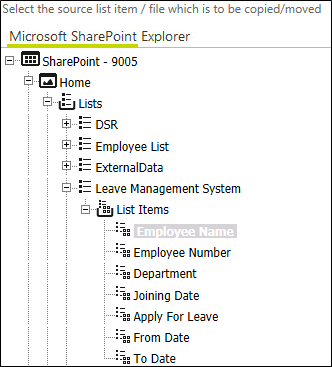 Select the source list item / file which is to be copied/moved
Microsoft SharePoint Explorer
SharePoint - 9005
Home
Lists
DSR
Employee List
ExternalData
Leave Management System
List Items
Employee Name
Employee Number
Department
Joining Date
Apply For Leave
From Date
To Date